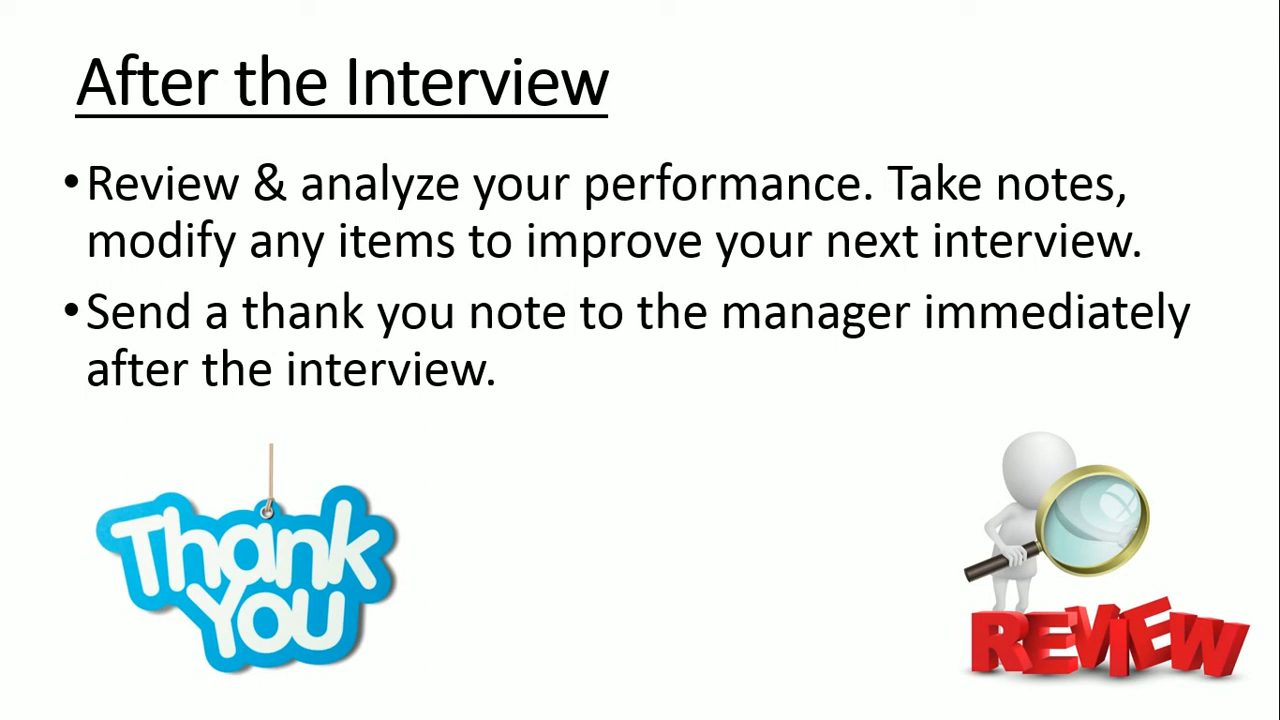 After the Interview
•Review & analyze your performance. Take notes,
modify any items to improve your next interview.
•Send a thank you note to the manager immediately
after the interview.
Thank
You
REVIEW